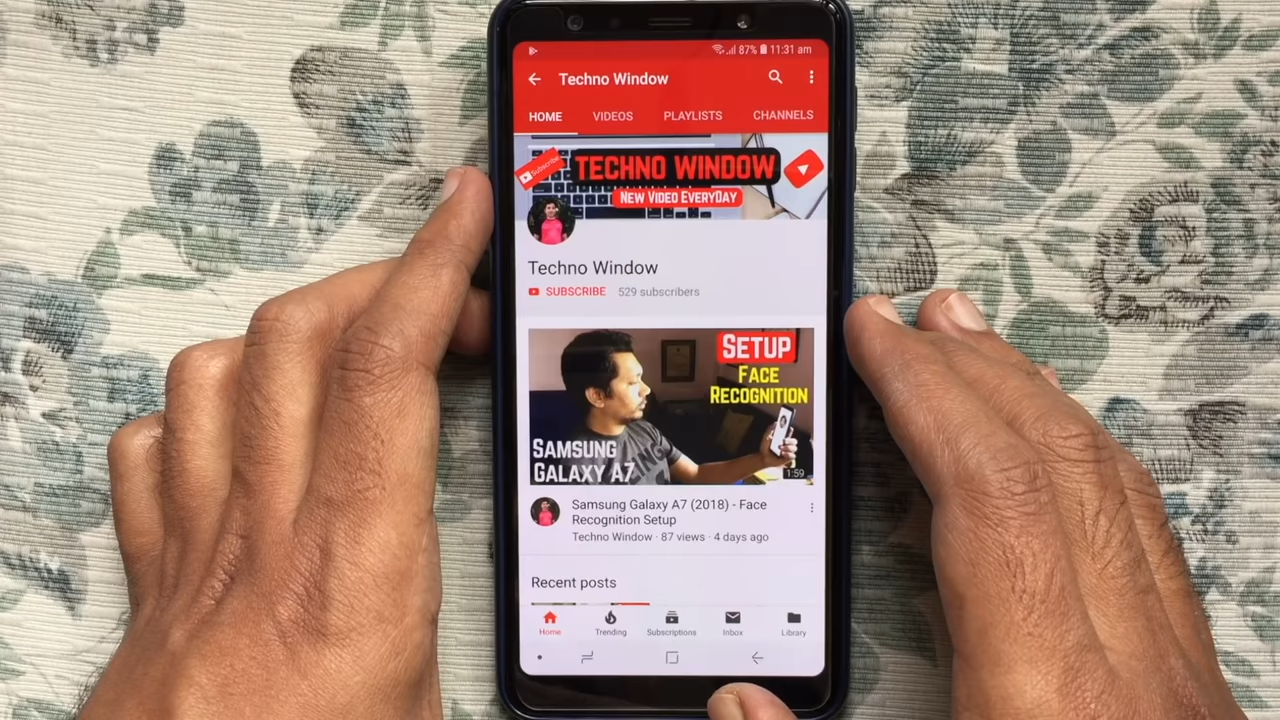 87% 11:31 am
Techno Window
HOME VIDEOS PLAYLISTS CHANNELS
SUBSCRIBE
TECHNO WINDOW
NEW VIDEO EVERYDAY
Techno Window
SUBSCRIBE 529 subscribers
SETUP
FACE
RECOGNITION
SAMSUNG
GALAXY A7
1:59
Samsung Galaxy A7 (2018) - Face
Recognition Setup
Techno Window · 87 views · 4 days ago
Recent posts
Home Trending Subscriptions Inbox Library